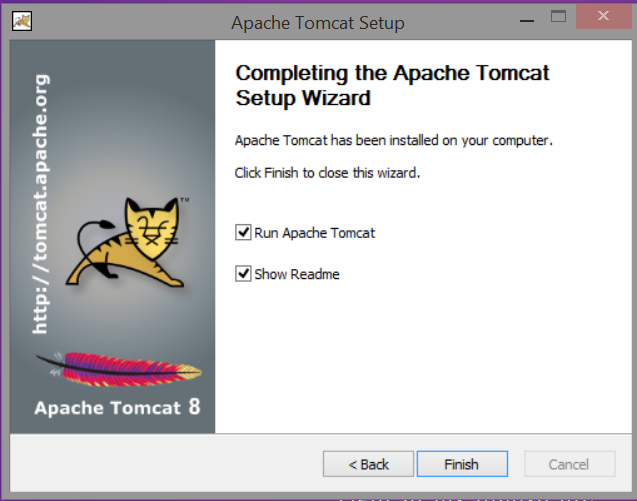 Apache Tomcat Setup
http://tomcat.apache.org
TM
Apache Tomcat 8
Completing the Apache Tomcat
Setup Wizard
Apache Tomcat has been installed on your computer.
Click Finish to close this wizard.
Run Apache Tomcat
Show Readme
< Back
Finish
Cancel